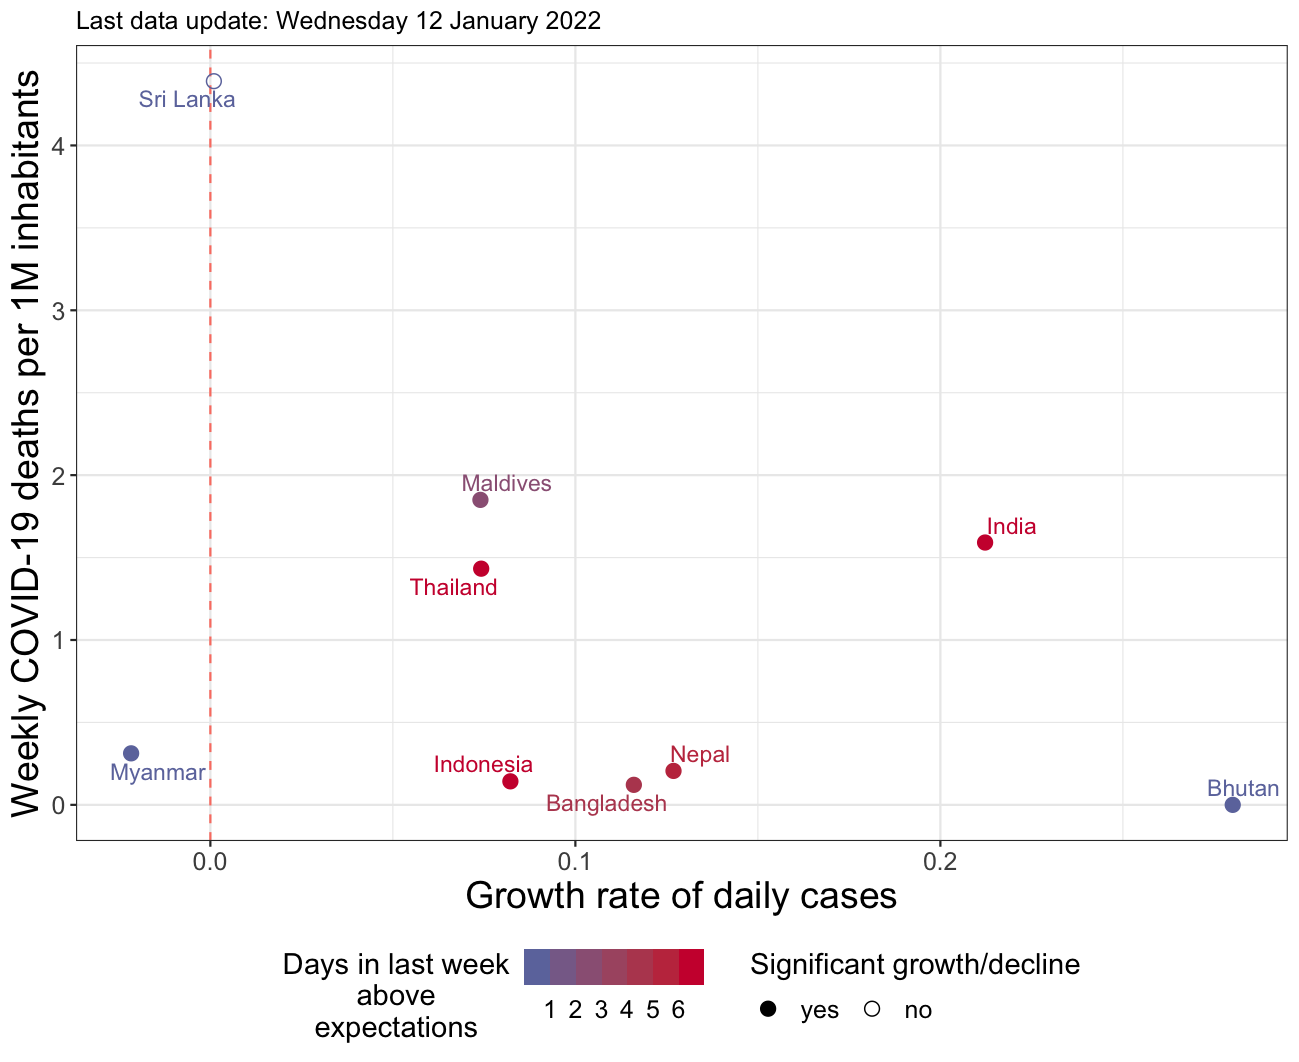 Last data update: Wednesday 12 January 2022
Weekly COVID-19 deaths per 1M inhabitants
4
3
2
1
0
Sri Lanka
Maldives
India
Thailand
Nepal
Indonesia
Myanmar
Bhutan
Bangladesh
0.0 0.1 0.2
Growth rate of daily cases
Days in last week
above
expectations
1 2 3 4 5 6
Significant growth/decline
yes no